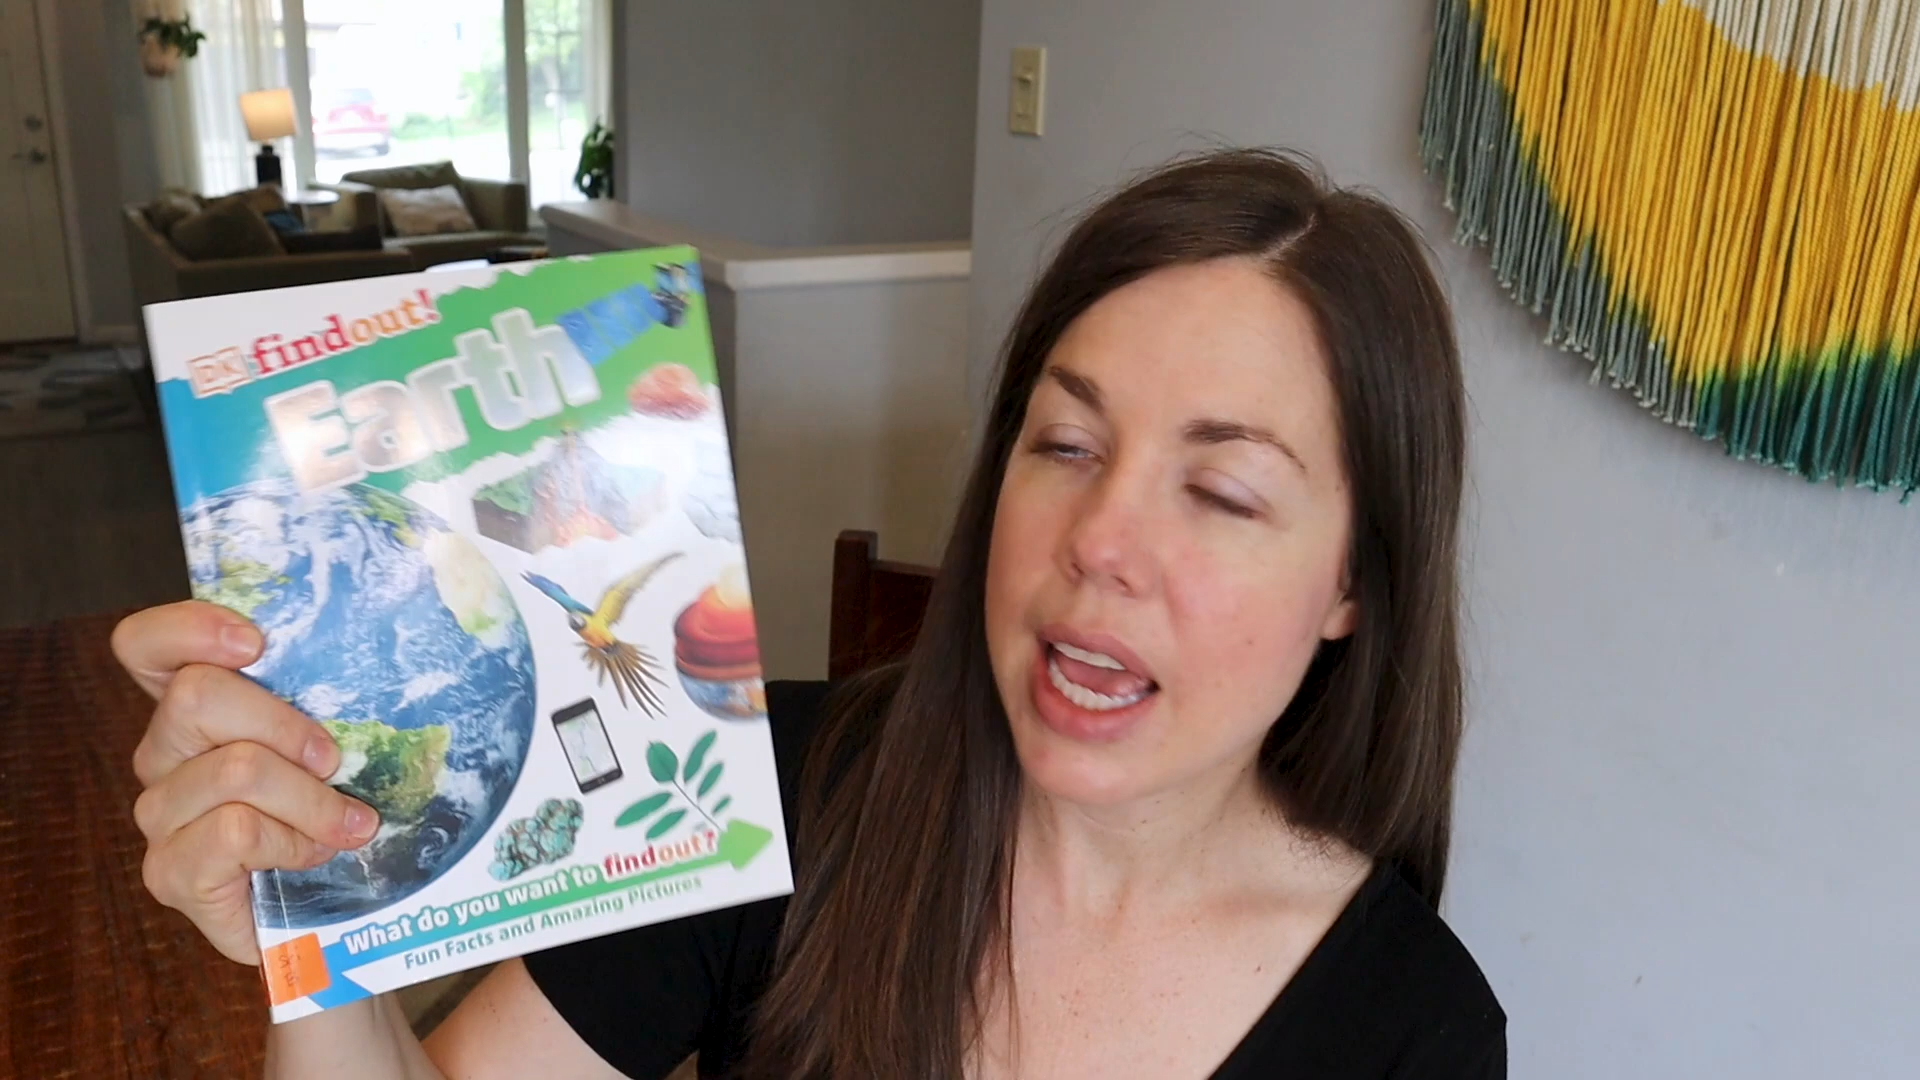 DK findout!
Earth
What do you want to findout?
Fun Facts and Amazing Pictures